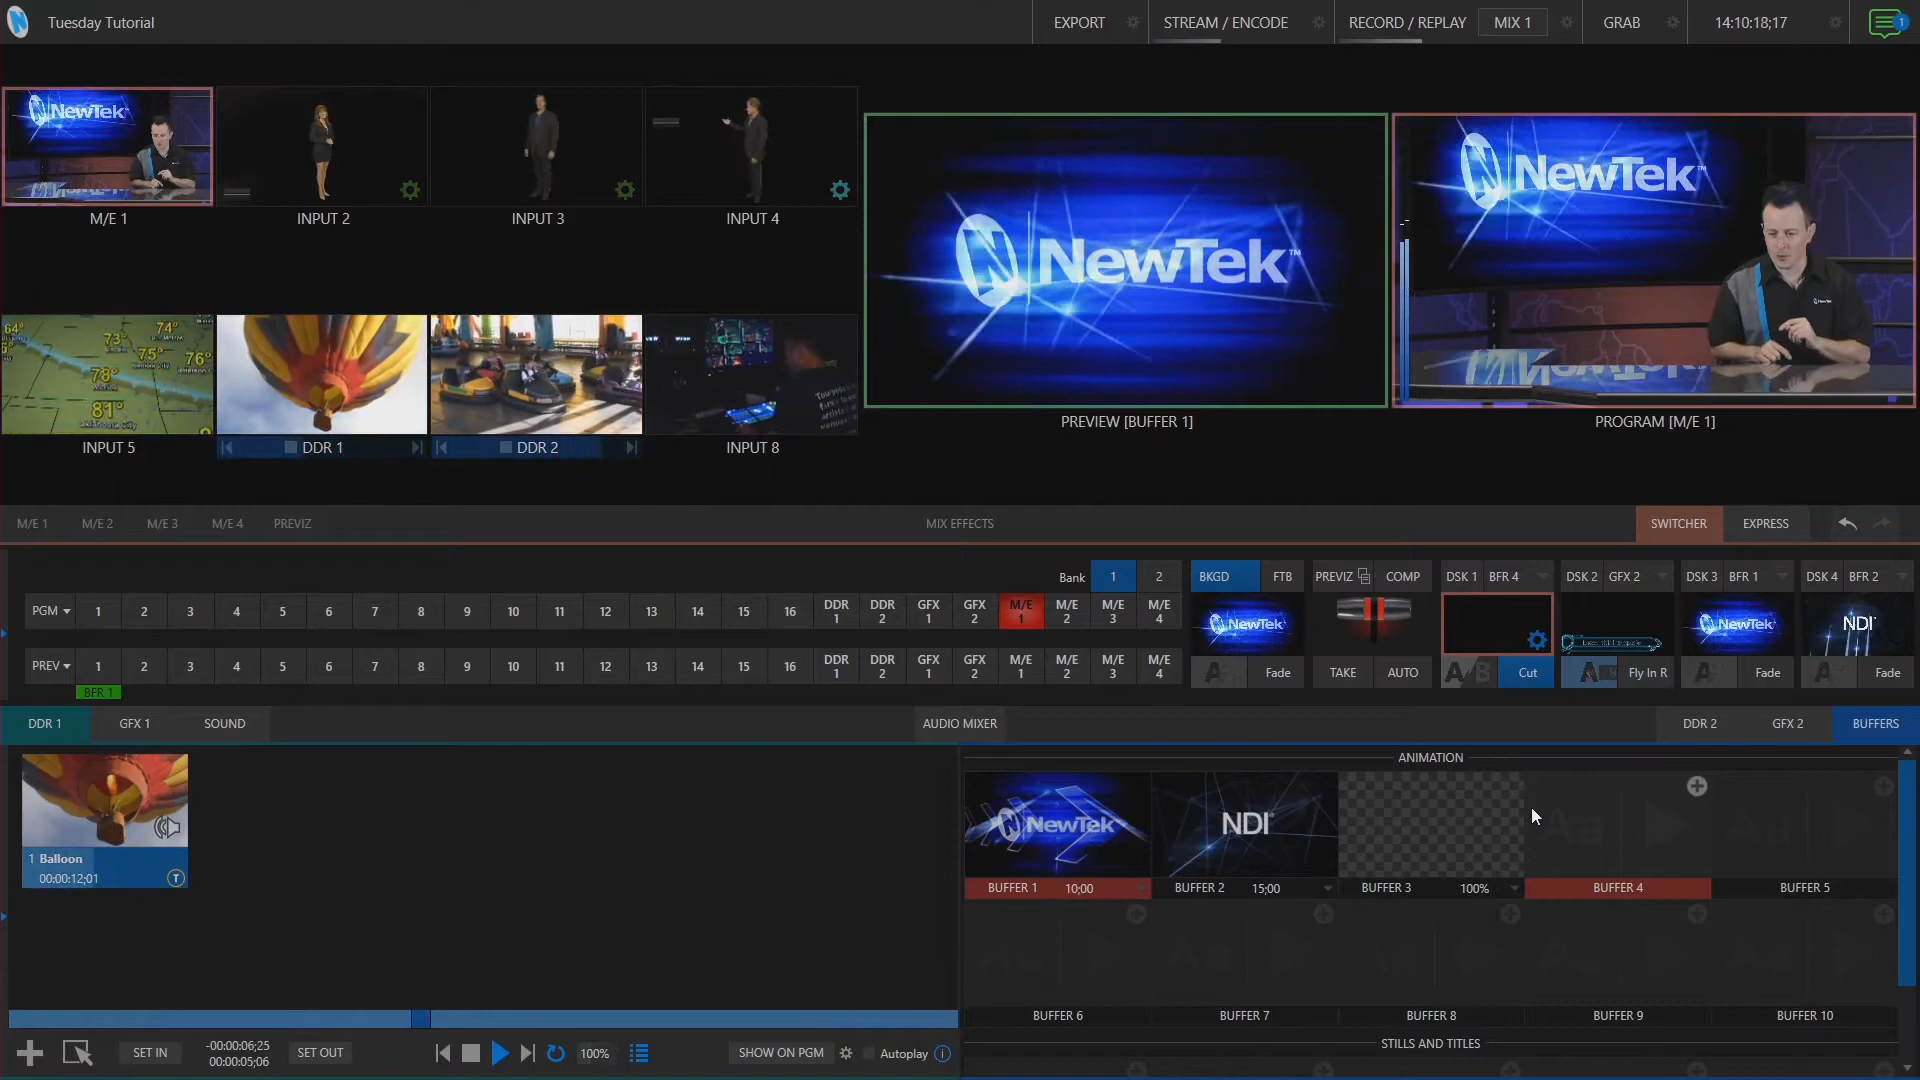 Tuesday Tutorial
EXPORT
STREAM / ENCODE
RECORD / REPLAY
MIX 1
GRAB
14:10:18;17
1
NewTek
M/E 1
INPUT 2
INPUT 3
INPUT 4
NewTek™
PREVIEW [BUFFER 1]
NewTek™
PROGRAM [M/E 1]
64°
74°
73°
75°
76°
78°
81°
INPUT 5
DDR 1
DDR 2
INPUT 8
M/E 1
M/E 2
M/E 3
M/E 4
PREVIZ
MIX EFFECTS
SWITCHER
EXPRESS
Bank
1
2
BKGD
FTB
PREVIZ
COMP
DSK 1
BFR 4
DSK 2
GFX 2
DSK 3
BFR 1
DSK 4
BFR 2
PGM 1 2 3 4 5 6 7 8 9 10 11 12 13 14 15 16 DDR 1 DDR 2 GFX 1 GFX 2 M/E 1 M/E 2 M/E 3 M/E 4
NewTek
NewTek
NDI
PREV 1 2 3 4 5 6 7 8 9 10 11 12 13 14 15 16 DDR 1 DDR 2 GFX 1 GFX 2 M/E 1 M/E 2 M/E 3 M/E 4
Fade
TAKE
AUTO
A/B
Cut
A
Fly In R
Fade
Fade
BFR 1
DDR 1
GFX 1
SOUND
AUDIO MIXER
DDR 2
GFX 2
BUFFERS
ANIMATION
NewTek
NDI
1 Balloon
00:00:12;01
T
BUFFER 1 10;00
BUFFER 2 15;00
BUFFER 3 100%
BUFFER 4
BUFFER 5
BUFFER 6
BUFFER 7
BUFFER 8
BUFFER 9
BUFFER 10
STILLS AND TITLES
SET IN
-00:00:06;25
00:00:05;06
SET OUT
100%
SHOW ON PGM
Autoplay